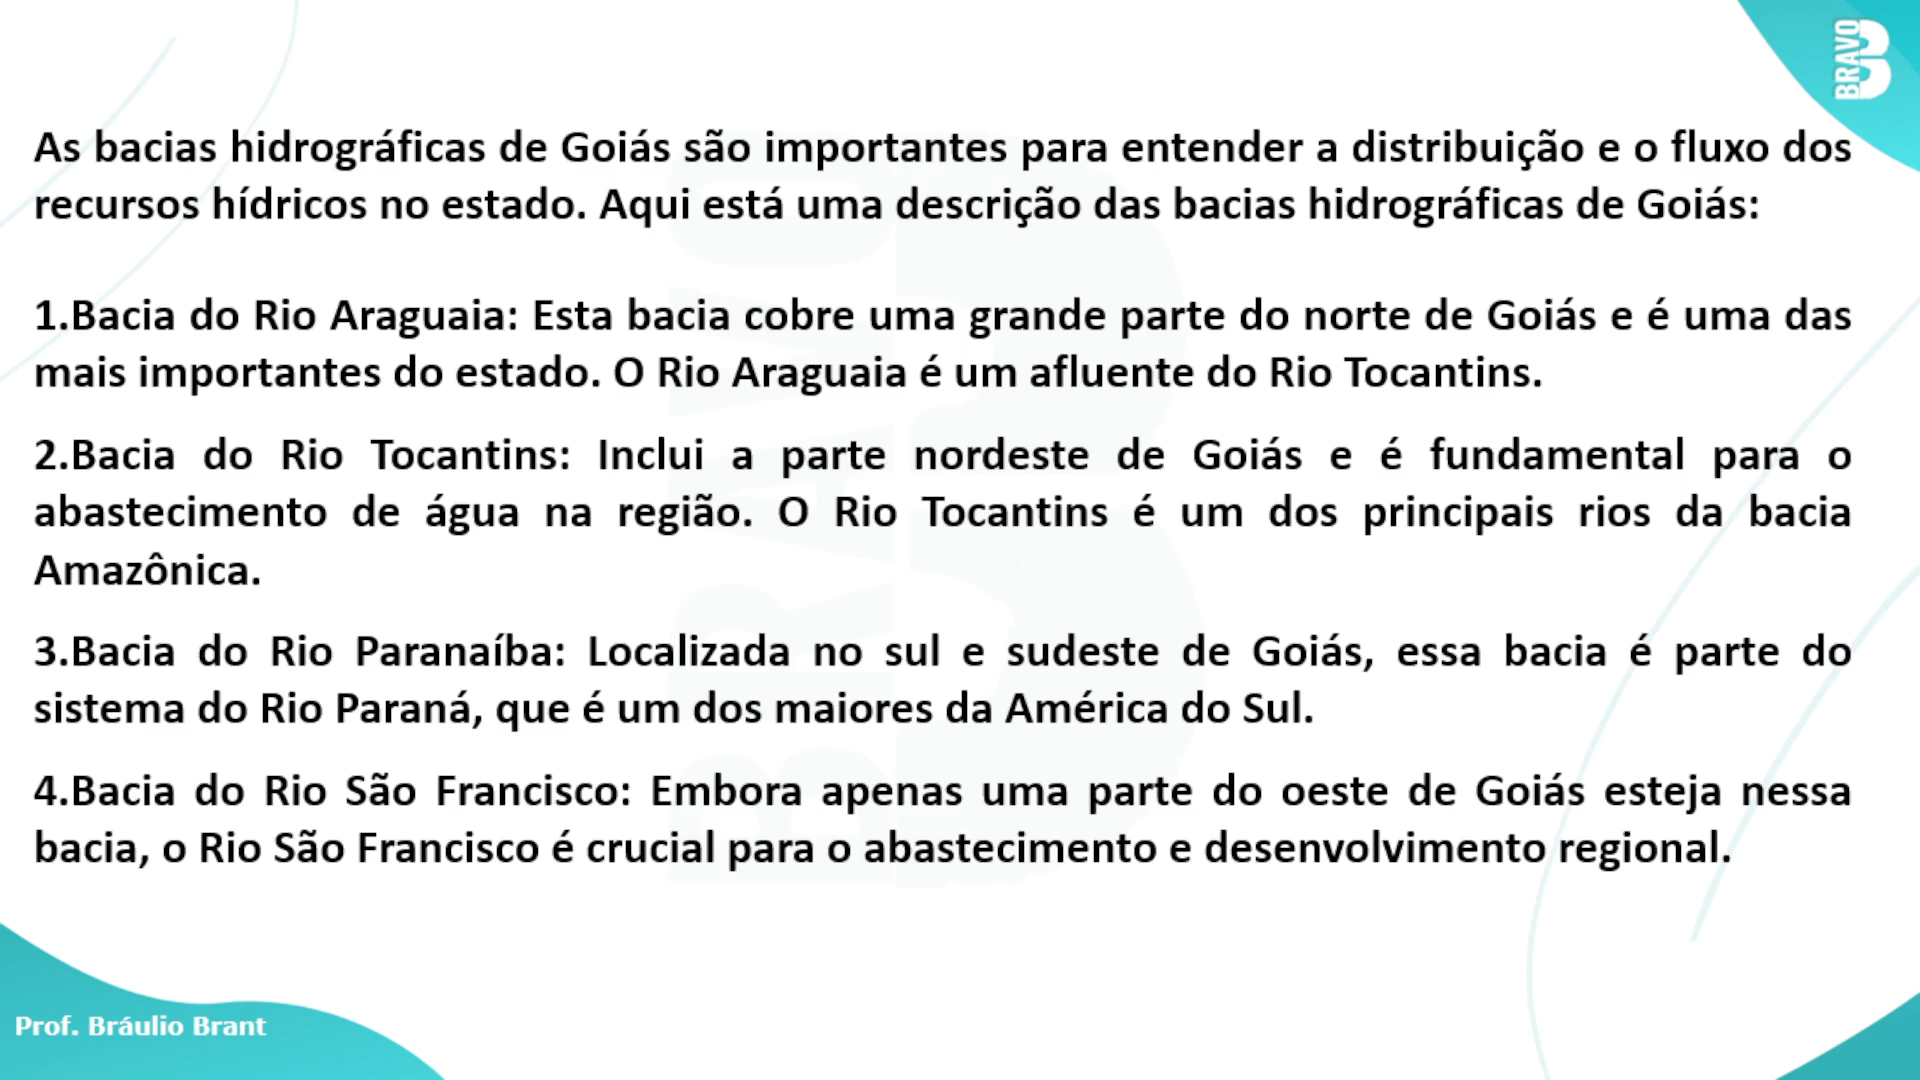 BRAVO
As bacias hidrográficas de Goiás são importantes para entender a distribuição e o fluxo dos
recursos hídricos no estado. Aqui está uma descrição das bacias hidrográficas de Goiás:
1.Bacia do Rio Araguaia: Esta bacia cobre uma grande parte do norte de Goiás e é uma das
mais importantes do estado. O Rio Araguaia é um afluente do Rio Tocantins.
2.Bacia do Rio Tocantins: Inclui a parte nordeste de Goiás e é fundamental para o
abastecimento de água na região. O Rio Tocantins é um dos principais rios da bacia
Amazônica.
3.Bacia do Rio Paranaíba: Localizada no sul e sudeste de Goiás, essa bacia é parte do
sistema do Rio Paraná, que é um dos maiores da América do Sul.
4.Bacia do Rio São Francisco: Embora apenas uma parte do oeste de Goiás esteja nessa
bacia, o Rio São Francisco é crucial para o abastecimento e desenvolvimento regional.
Prof. Bráulio Brant